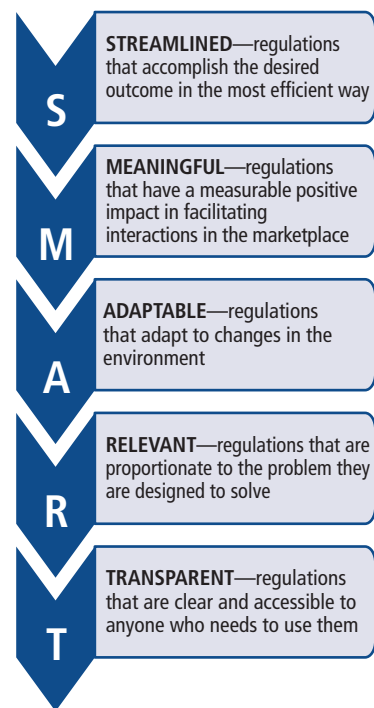 S
STREAMLINED—regulations
that accomplish the desired
outcome in the most efficient way
M
MEANINGFUL—regulations
that have a measurable positive
impact in facilitating
interactions in the marketplace
A
ADAPTABLE—regulations
that adapt to changes in the
environment
R
RELEVANT—regulations that are
proportionate to the problem they
are designed to solve
T
TRANSPARENT—regulations
that are clear and accessible to
anyone who needs to use them